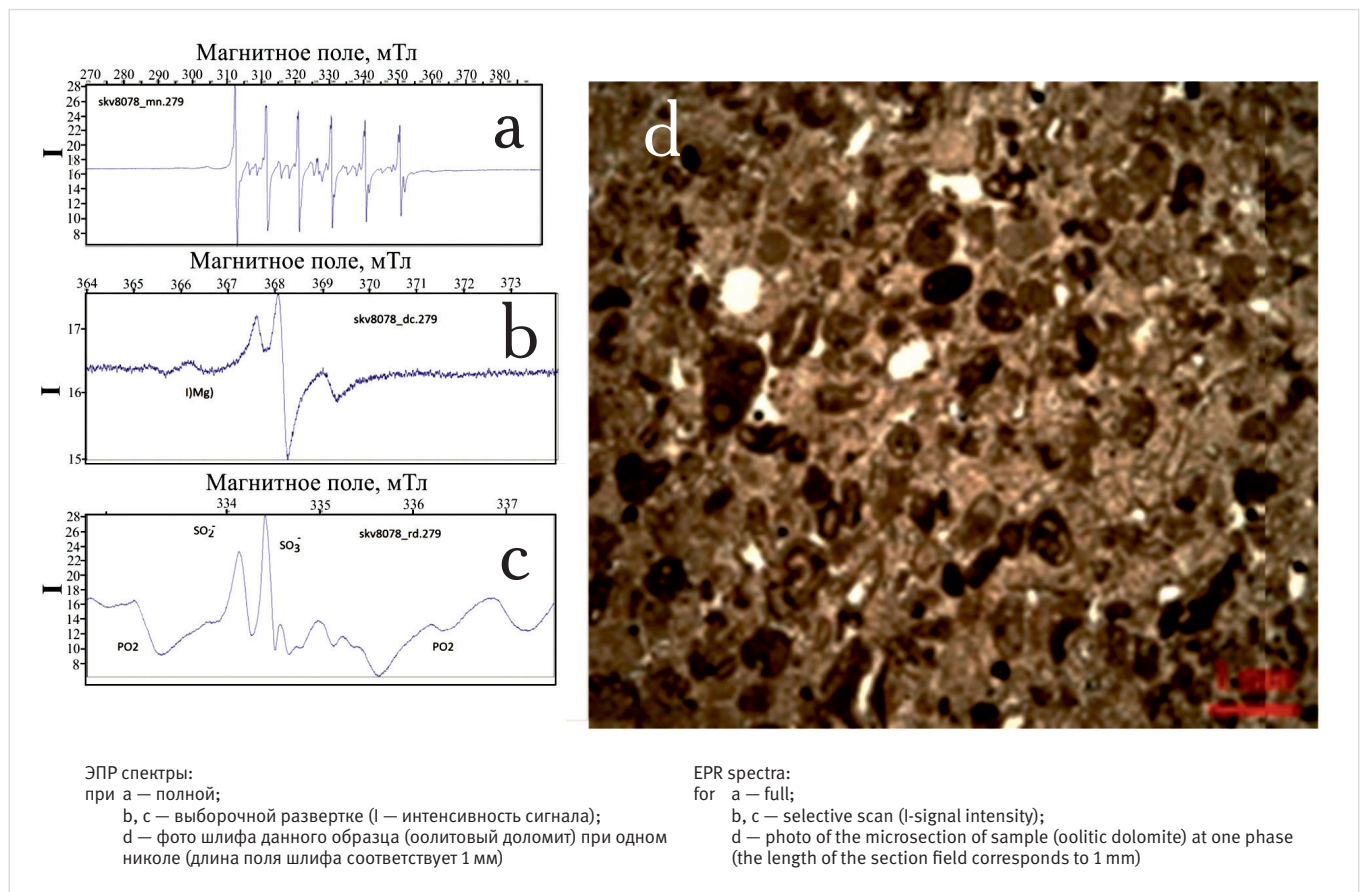 Магнитное поле, мТл
270 280 290 300 310 320 330 340 350 360 370 380
28
26
24
22
20
18
16
14
12
10
8
I
skv8078_mn.279
a
Магнитное поле, мТл
364 365 366 367 368 369 370 371 372 373
17
16
15
I
skv8078_dc.279
b
I)Mg)
Магнитное поле, мТл
334 335 336 337
28
26
24
22
20
18
16
14
12
10
8
I
SO₂⁻
SO₃⁻
skv8078_rd.279
c
PO2
PO2
d
ЭПР спектры:
при a — полной;
b, c — выборочной развертке (I — интенсивность сигнала);
d — фото шлифа данного образца (оолитовый доломит) при одном
николе (длина поля шлифа соответствует 1 мм)
EPR spectra:
for a — full;
b, c — selective scan (I-signal intensity);
d — photo of the microsection of sample (oolitic dolomite) at one phase
(the length of the section field corresponds to 1 mm)